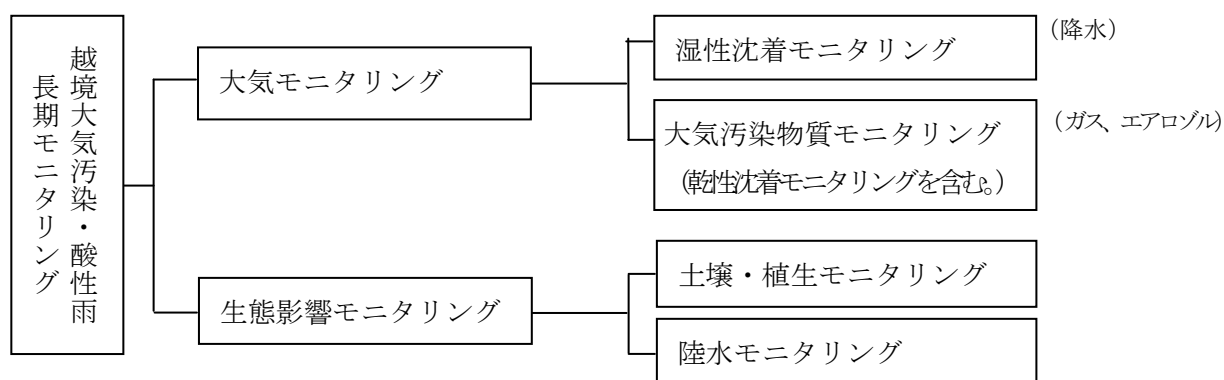 越境大気汚染・酸性雨
長期モニタリング
大気モニタリング
湿性沈着モニタリング
(降水)
大気汚染物質モニタリング
(乾性沈着モニタリングを含む。)
(ガス、エアロゾル)
生態影響モニタリング
土壌・植生モニタリング
陸水モニタリング